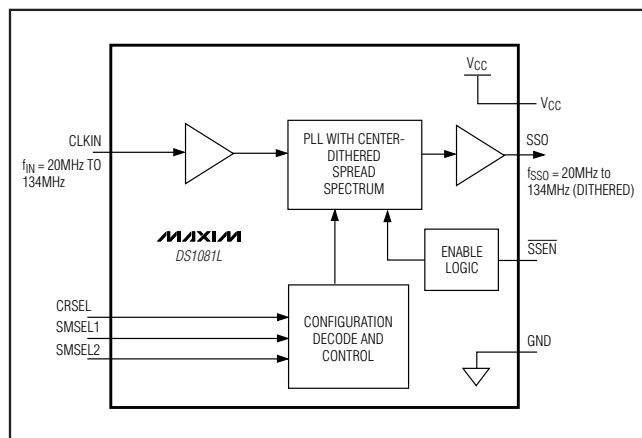 VCC
VCC
CLKIN
fIN = 20MHz TO
134MHz
PLL WITH CENTER-
DITHERED
SPREAD
SPECTRUM
SSO
fSSO = 20MHz to
134MHz (DITHERED)
MAXIM
DS1081L
ENABLE
LOGIC
SSEN
CRSEL
SMSEL1
SMSEL2
CONFIGURATION
DECODE AND
CONTROL
GND